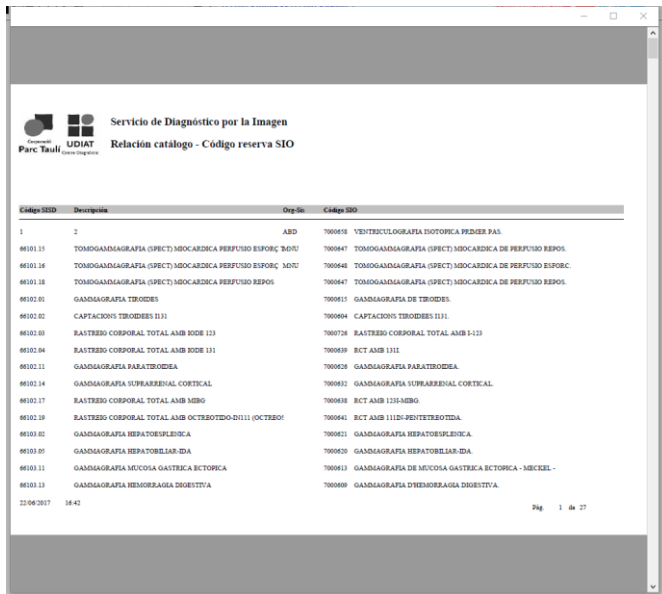 Corporació
Parc Taulí
UDIAT
Centre Diagnòstic
Servicio de Diagnóstico por la Imagen
Relación catálogo - Código reserva SIO
Código SISD Descripción Org-Sis Código SIO
1 2 ABD 7000658 VENTRICULOGRAFIA ISOTOPICA PRIMER PAS.
66101.15 TOMOGAMMAGRAFIA (SPECT) MIOCARDICA PERFUSIO ESFORÇ MNU 7000647 TOMOGAMMAGRAFIA (SPECT) MIOCARDICA DE PERFUSIO REPOS.
66101.16 TOMOGAMMAGRAFIA (SPECT) MIOCARDICA PERFUSIO ESFORÇ MNU 7000648 TOMOGAMMAGRAFIA (SPECT) MIOCARDICA DE PERFUSIO ESFORC.
66101.18 TOMOGAMMAGRAFIA (SPECT) MIOCARDICA PERFUSIO REPOS 7000647 TOMOGAMMAGRAFIA (SPECT) MIOCARDICA DE PERFUSIO REPOS.
66102.01 GAMMAGRAFIA TIROIDES 7000615 GAMMAGRAFIA DE TIROIDES.
66102.02 CAPTACIONS TIROIDEES I131 7000604 CAPTACIONS TIROIDEES I131.
66102.03 RASTREIG CORPORAL TOTAL AMB IODE 123 7000726 RASTREIG CORPORAL TOTAL AMB I-123
66102.04 RASTREIG CORPORAL TOTAL AMB IODE 131 7000639 RCT AMB 131I.
66102.11 GAMMAGRAFIA PARATIROIDEA 7000626 GAMMAGRAFIA PARATIROIDEA.
66102.14 GAMMAGRAFIA SUPRARRENAL CORTICAL 7000632 GAMMAGRAFIA SUPRARRENAL CORTICAL.
66102.17 RASTREIG CORPORAL TOTAL AMB MIBG 7000638 RCT AMB 123I-MIBG.
66102.19 RASTREIG CORPORAL TOTAL AMB OCTREOTIDO-IN111 (OCTREO 7000641 RCT AMB 111IN-PENTETREOTIDA.
66103.02 GAMMAGRAFIA HEPATOESPLENICA 7000621 GAMMAGRAFIA HEPATOESPLENICA.
66103.05 GAMMAGRAFIA HEPATOBILIAR-IDA 7000620 GAMMAGRAFIA HEPATOBILIAR-IDA.
66103.11 GAMMAGRAFIA MUCOSA GASTRICA ECTOPICA 7000613 GAMMAGRAFIA DE MUCOSA GASTRICA ECTOPICA - MECKEL -
66103.13 GAMMAGRAFIA HEMORRAGIA DIGESTIVA 7000609 GAMMAGRAFIA D'HEMORRAGIA DIGESTIVA.
22/06/2017 16:42
Pág. 1 de 27